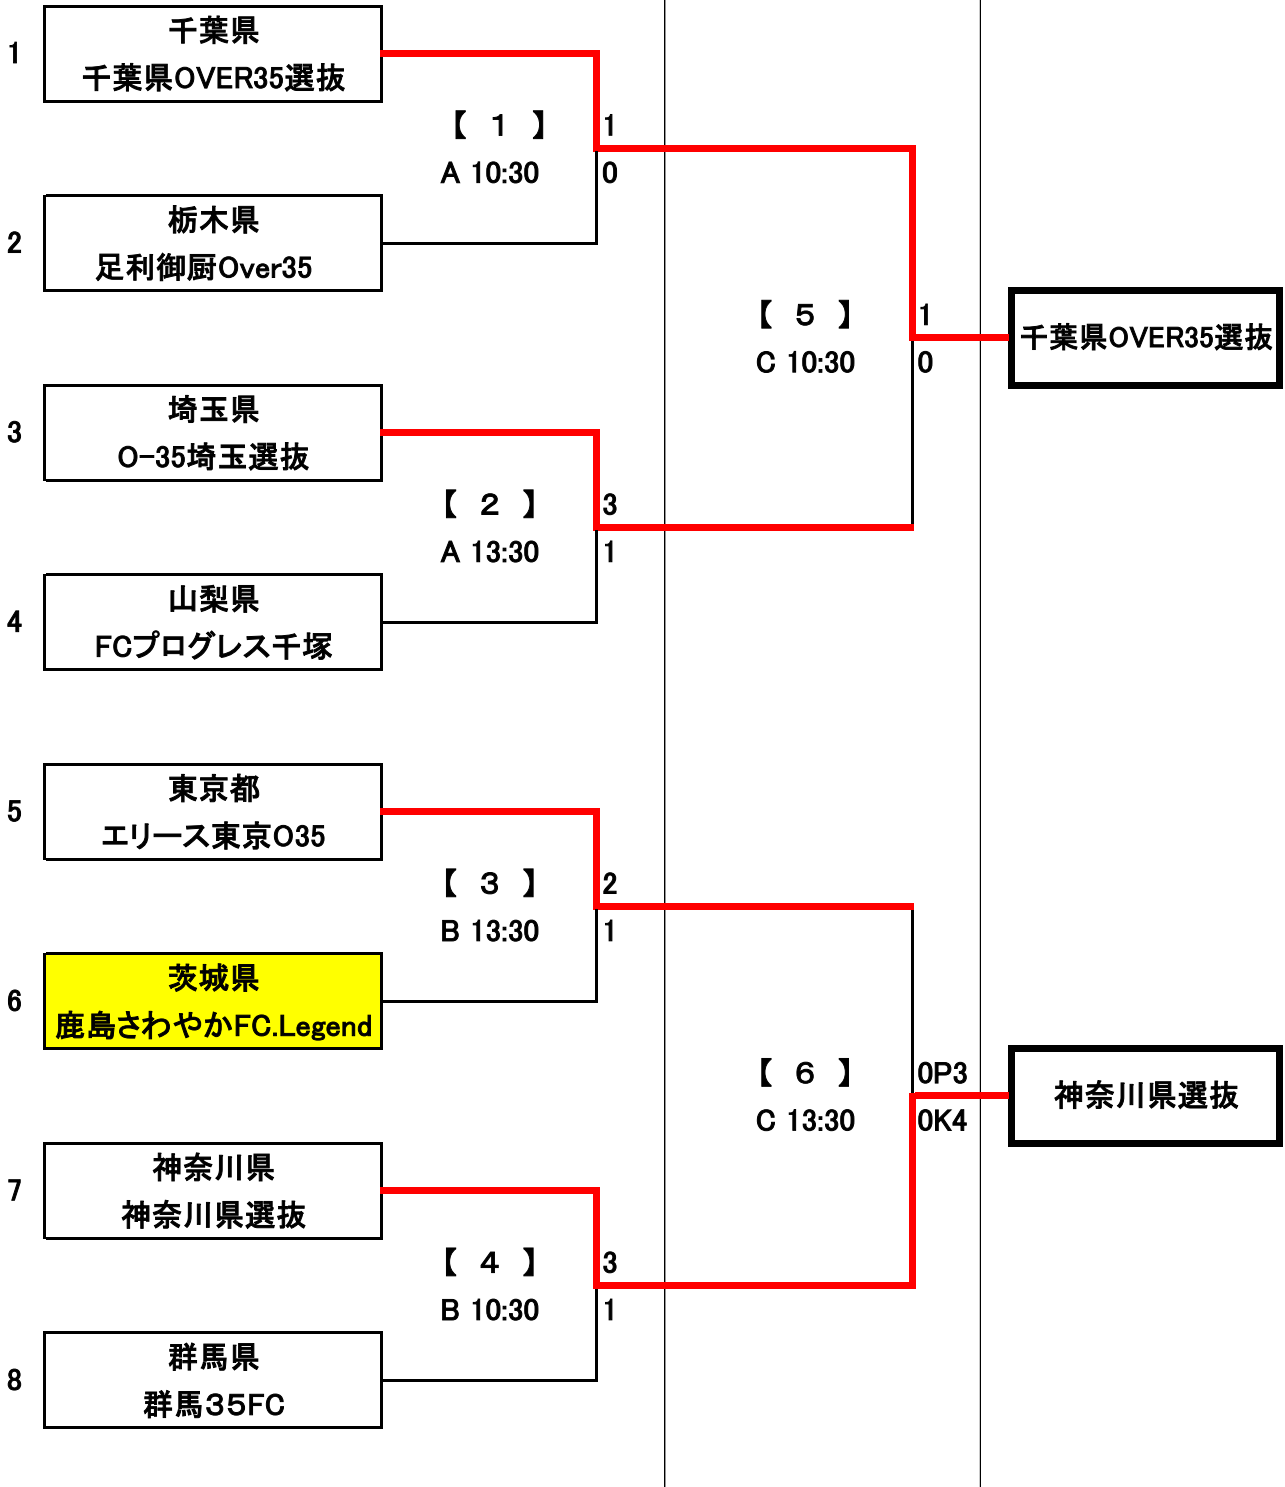 1
千葉県
千葉県OVER35選抜
【 1 】
A 10:30
1
0
2
栃木県
足利御厨Over35
【 5 】
C 10:30
1
0
千葉県OVER35選抜
3
埼玉県
O-35埼玉選抜
【 2 】
A 13:30
3
1
4
山梨県
FCプログレス千塚
5
東京都
エリース東京O35
【 3 】
B 13:30
2
1
6
茨城県
鹿島さわやかFC.Legend
【 6 】
C 13:30
0P3
0K4
神奈川県選抜
7
神奈川県
神奈川県選抜
【 4 】
B 10:30
3
1
8
群馬県
群馬35FC